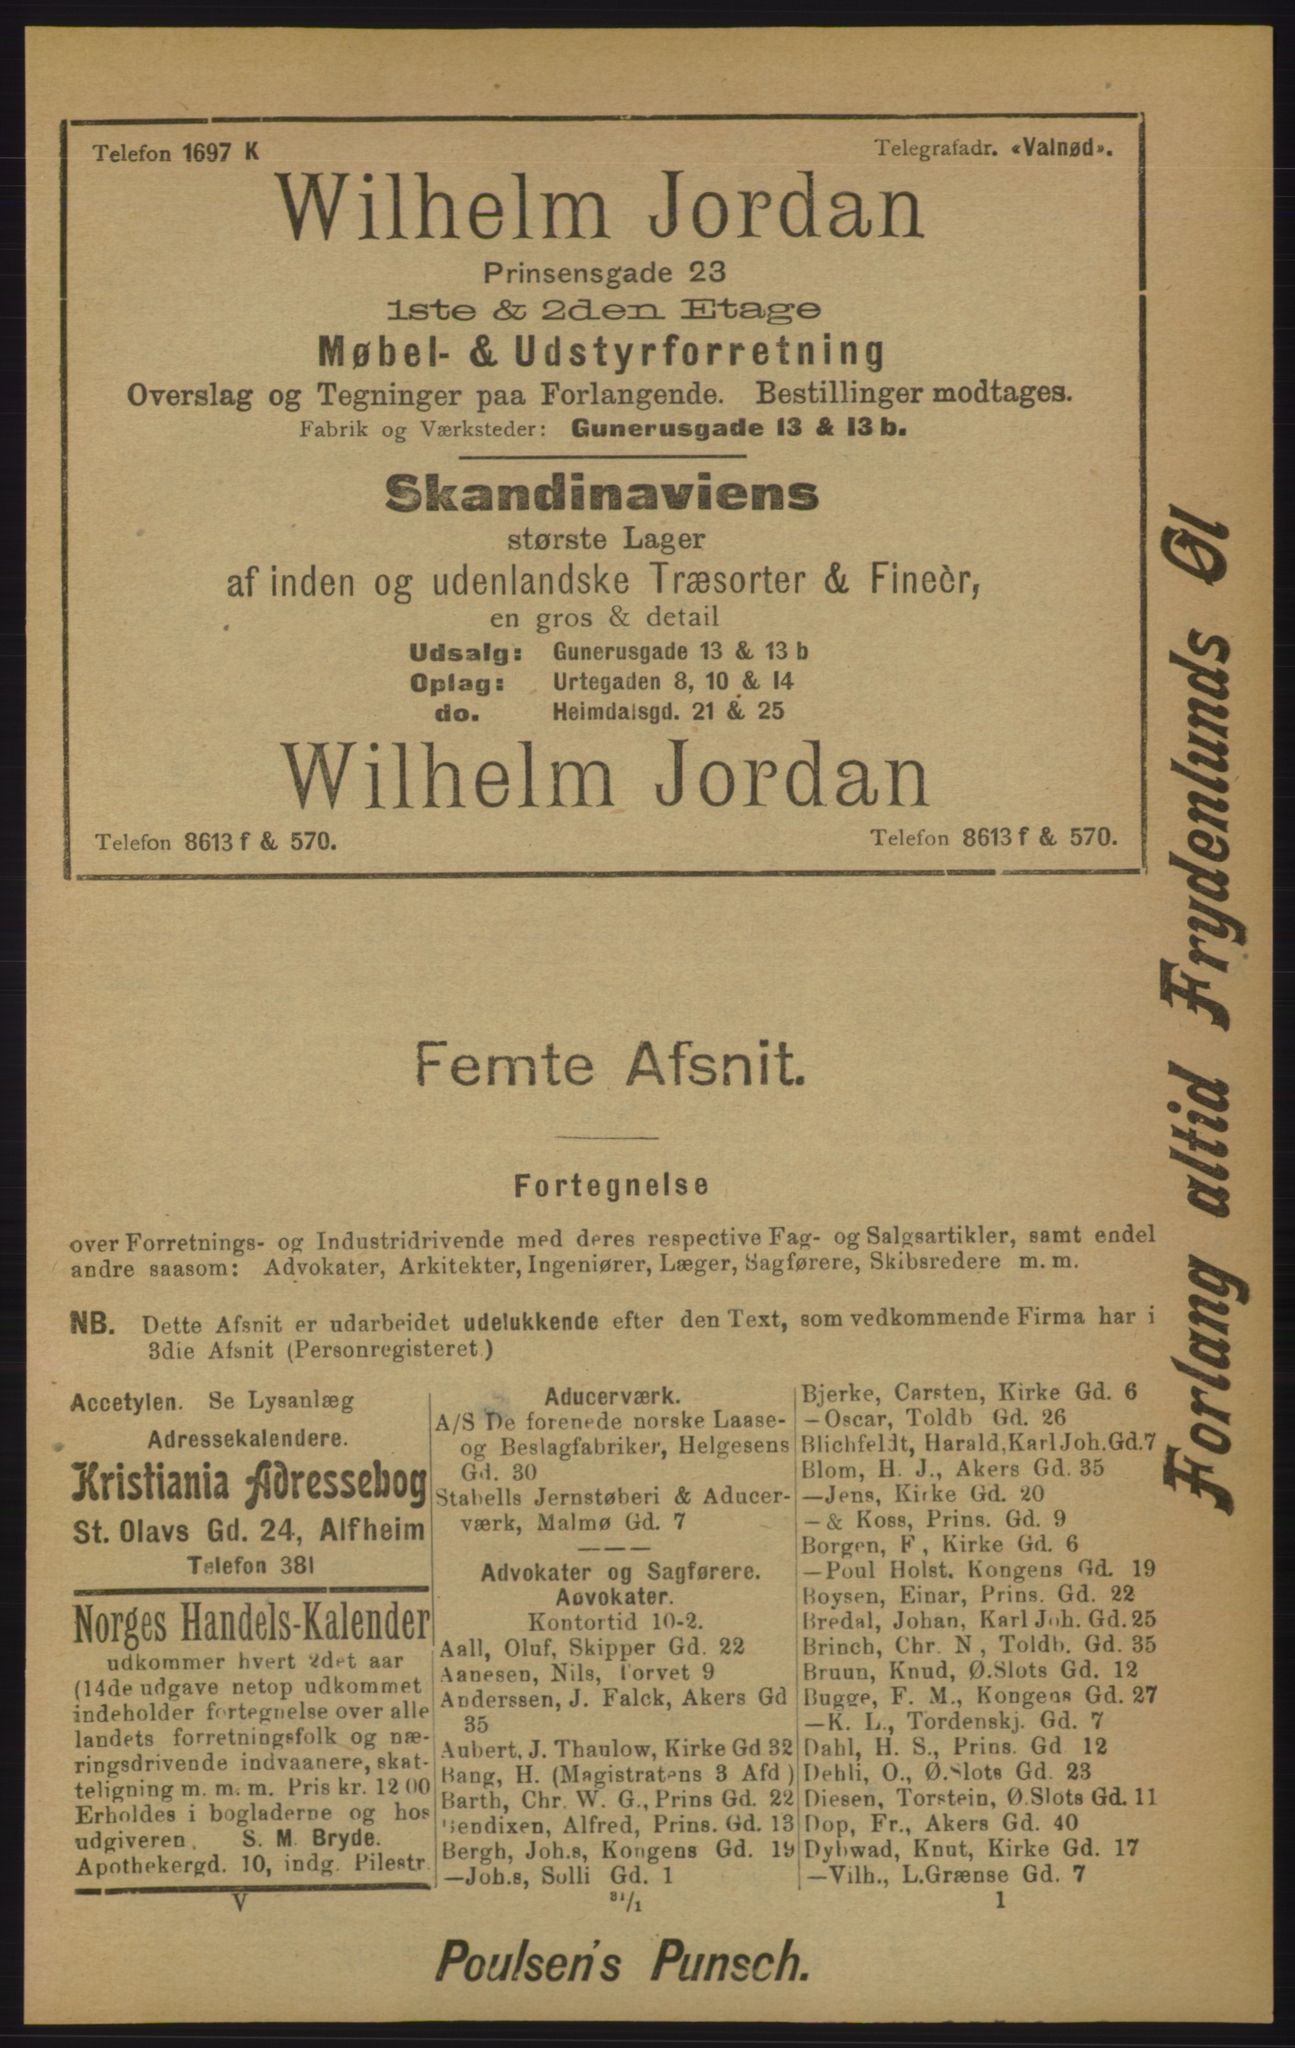 Telefon 1697 K
Telegrafadr. «Valnød».
Wilhelm Jordan
Prinsensgade 23
1ste & 2den Etage
Møbel- & Udstyrforretning
Overslag og Tegninger paa Forlangende. Bestillinger modtages.
Fabrik og Værksteder: Gunerusgade 13 & 13 b.
Skandinaviens
største Lager
af inden og udenlandske Træsorter & Fineèr,
en gros & detail
Udsalg: Gunerusgade 13 & 13 b
Oplag: Urtegaden 8, 10 & 14
do. Heimdalsgd. 21 & 25
Wilhelm Jordan
Telefon 8613 f & 570.
Telefon 8613 f & 570.
Forlang altid Frydenlunds Øl
Femte Afsnit.
Fortegnelse
over Forretnings- og Industridrivende med deres respective Fag- og Salgsartikler, samt endel
andre saasom: Advokater, Arkitekter, Ingeniører, Læger, Sagførere, Skibsredere m. m.
NB. Dette Afsnit er udarbeidet udelukkende efter den Text, som vedkommende Firma har i
3die Afsnit (Personregisteret)
Accetylen. Se Lysanlæg
Adressekalendere.
Kristiania Adressebog
St. Olavs Gd. 24, Alfheim
Telefon 381
Norges Handels-Kalender
udkommer hvert 2det aar
(14de udgave netop udkommet
indeholder fortegnelse over alle
landets forretningsfolk og næ-
ringsdrivende indvaanere, skat-
teligning m. m. m. Pris kr. 12 00
Erholdes i bogladerne og hos
udgiveren. S. M. Bryde.
Apothekergd. 10, indg. Pilestr.
V
Aducerværk.
A/S De forenede norske Laase-
og Beslagfabriker, Helgesens
Gd. 30
Stabells Jernstøberi & Aducer-
værk, Malmø Gd. 7
Advokater og Sagførere.
Aovokater.
Kontortid 10-2.
Aall, Oluf, Skipper Gd. 22
Aanesen, Nils, Torvet 9
Anderssen, J. Falck, Akers Gd
35
Aubert, J. Thaulow, Kirke Gd 32
Bang, H. (Magistratens 3 Afd)
Barth, Chr. W. G., Prins Gd. 22
Bendixen, Alfred, Prins. Gd. 13
Bergh, Joh.s, Kongens Gd. 19
—Joh.s, Solli Gd. 1
31/1
Bjerke, Carsten, Kirke Gd. 6
—Oscar, Toldb Gd. 26
Blichfeldt, Harald, Karl Joh. Gd. 7
Blom, H. J., Akers Gd. 35
—Jens, Kirke Gd. 20
—& Koss, Prins. Gd. 9
Borgen, F, Kirke Gd. 6
—Poul Holst. Kongens Gd. 19
Boysen, Einar, Prins. Gd. 22
Bredal, Johan, Karl Joh. Gd. 25
Brinch, Chr. N, Toldb. Gd. 35
Bruun, Knud, Ø.Slots Gd. 12
Bugge, F. M., Kongens Gd. 27
—K. L., Tordenskj. Gd. 7
Dahl, H. S., Prins. Gd 12
Dehli, O., Ø.Slots Gd. 23
Diesen, Torstein, Ø.Slots Gd. 11
Dop, Fr., Akers Gd. 40
Dybwad, Knut, Kirke Gd. 17
—Vilh., L.Grænse Gd. 7
1
Poulsen's Punsch.